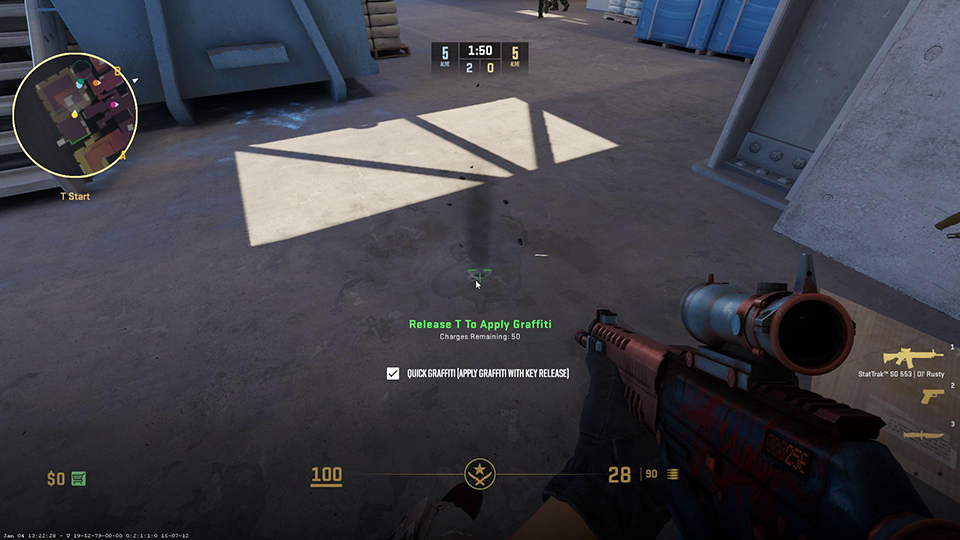 5 1:50 5
ALIVE 2 0 ALIVE
B
A
T Start
Release T To Apply Graffiti
Charges Remaining: 50
QUICK GRAFFITI [APPLY GRAFFITI WITH KEY RELEASE]
1
StatTrak™ SG 553 | Ol' Rusty
2
3
$0
100
28 | 90